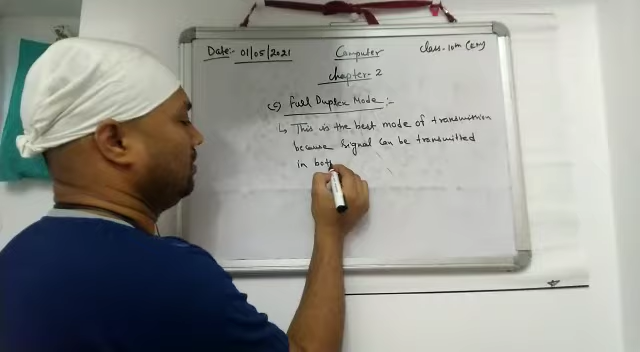 Date:- 01/05/2021 Computer Class-10th (EM)
Chapter-2
c) Full Duplex Mode:-
↳ This is the best mode of transmission
because signal can be transmitted
in bot